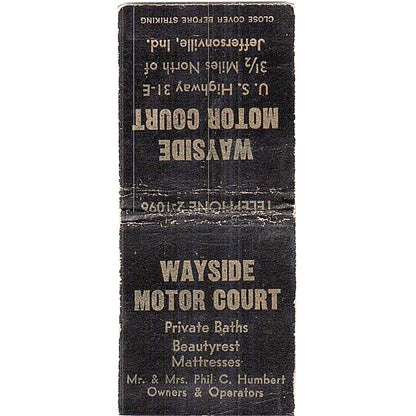 CLOSE COVER BEFORE STRIKING
WAYSIDE
MOTOR COURT
U. S. Highway 31-E
3½ Miles North of
Jeffersonville, Ind.
TELEPHONE 2-1096
WAYSIDE
MOTOR COURT
Private Baths
Beautyrest
Mattresses
Mr. & Mrs. Phil C. Humbert
Owners & Operators